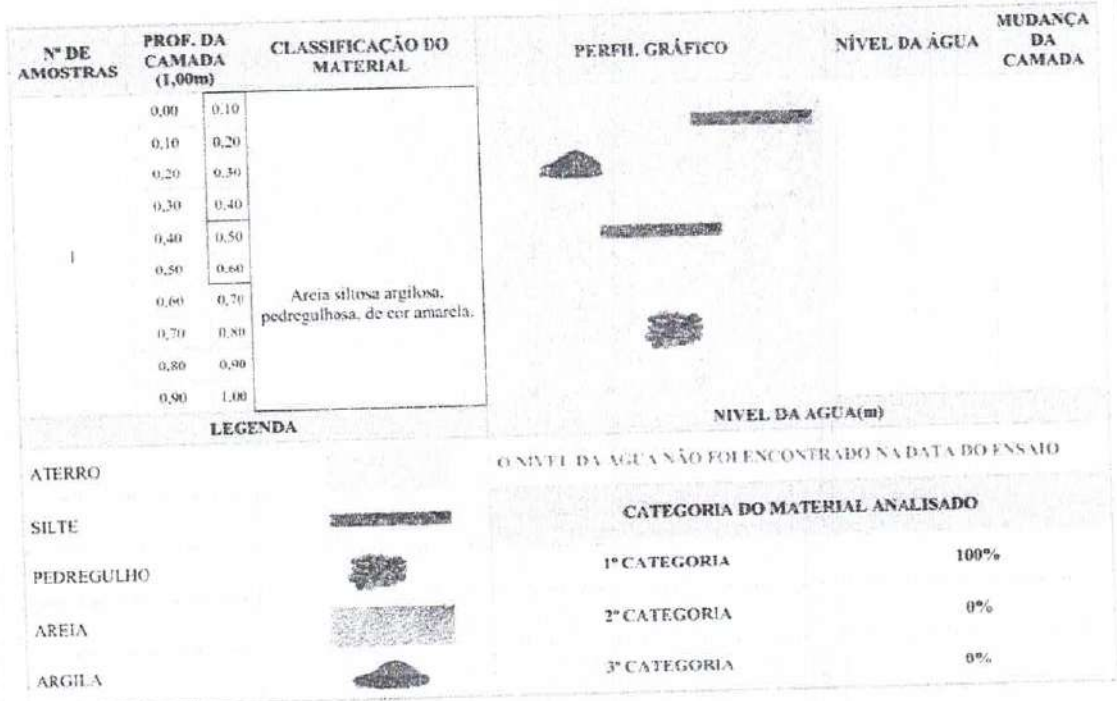 Nº DE AMOSTRAS
PROF. DA CAMADA (1,00m)
CLASSIFICAÇÃO DO MATERIAL
PERFIL GRÁFICO
NÍVEL DA ÁGUA
MUDANÇA DA CAMADA
1
0,00 0,10
0,10 0,20
0,20 0,30
0,30 0,40
0,40 0,50
0,50 0,60
0,60 0,70
0,70 0,80
0,80 0,90
0,90 1,00
Areia siltosa argilosa,
pedregulhosa, de cor amarela.
LEGENDA
NIVEL DA AGUA(m)
ATERRO
O NIVEL DA AGUA NÃO FOI ENCONTRADO NA DATA DO ENSAIO
SILTE
CATEGORIA DO MATERIAL ANALISADO
PEDREGULHO
1º CATEGORIA 100%
AREIA
2º CATEGORIA 0%
ARGILA
3º CATEGORIA 0%